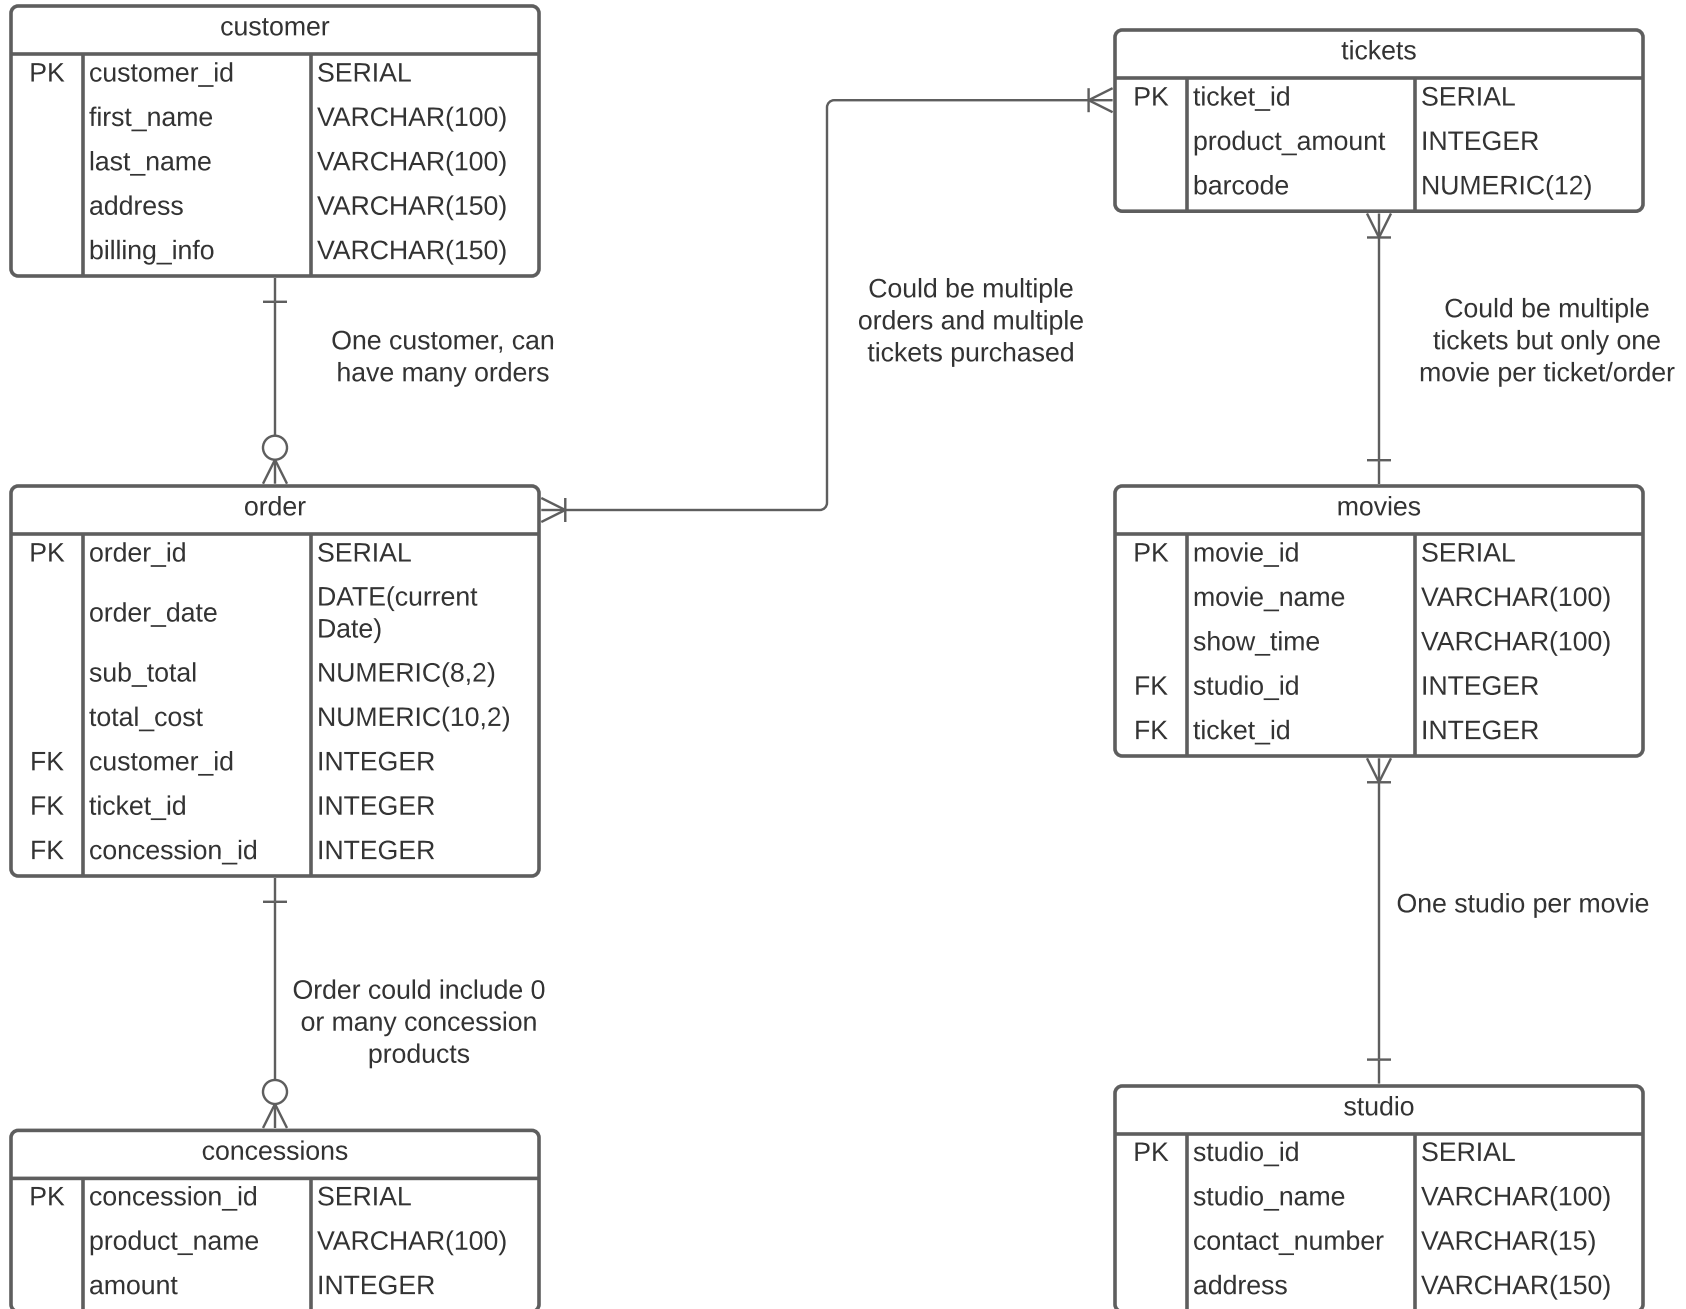 customer
PK customer_id SERIAL
first_name VARCHAR(100)
last_name VARCHAR(100)
address VARCHAR(150)
billing_info VARCHAR(150)
One customer, can
have many orders
order
PK order_id SERIAL
order_date DATE(current
Date)
sub_total NUMERIC(8,2)
total_cost NUMERIC(10,2)
FK customer_id INTEGER
FK ticket_id INTEGER
FK concession_id INTEGER
Order could include 0
or many concession
products
concessions
PK concession_id SERIAL
product_name VARCHAR(100)
amount INTEGER
Could be multiple
orders and multiple
tickets purchased
tickets
PK ticket_id SERIAL
product_amount INTEGER
barcode NUMERIC(12)
Could be multiple
tickets but only one
movie per ticket/order
movies
PK movie_id SERIAL
movie_name VARCHAR(100)
show_time VARCHAR(100)
FK studio_id INTEGER
FK ticket_id INTEGER
One studio per movie
studio
PK studio_id SERIAL
studio_name VARCHAR(100)
contact_number VARCHAR(15)
address VARCHAR(150)